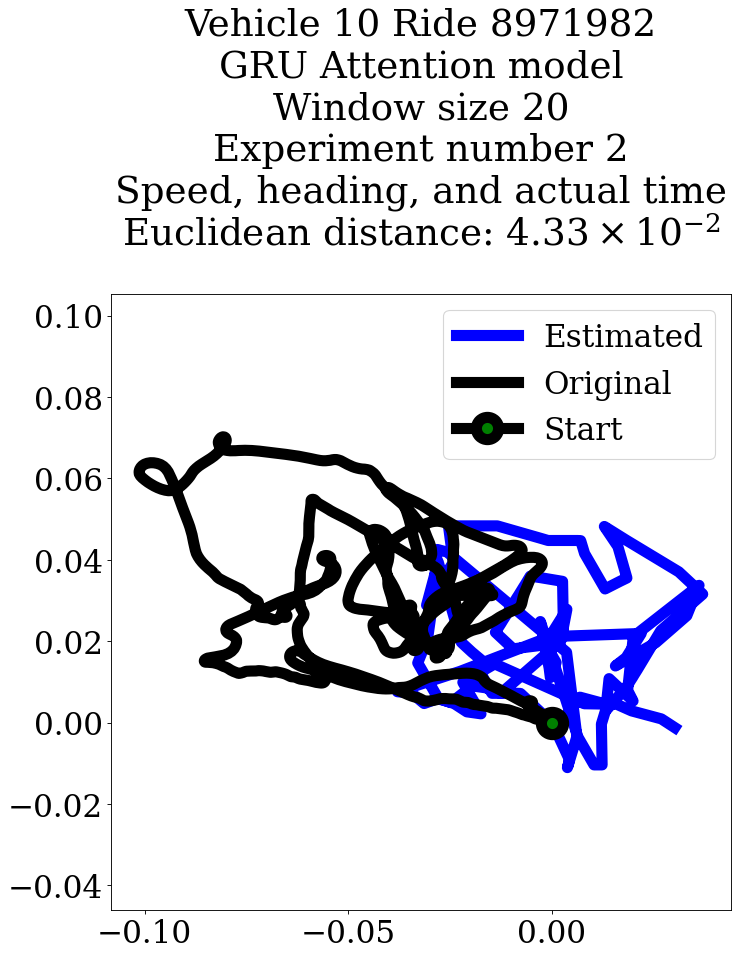 Vehicle 10 Ride 8971982
GRU Attention model
Window size 20
Experiment number 2
Speed, heading, and actual time
Euclidean distance: 4.33 × 10⁻²
Estimated
Original
Start
0.10
0.08
0.06
0.04
0.02
0.00
−0.02
−0.04
−0.10
−0.05
0.00